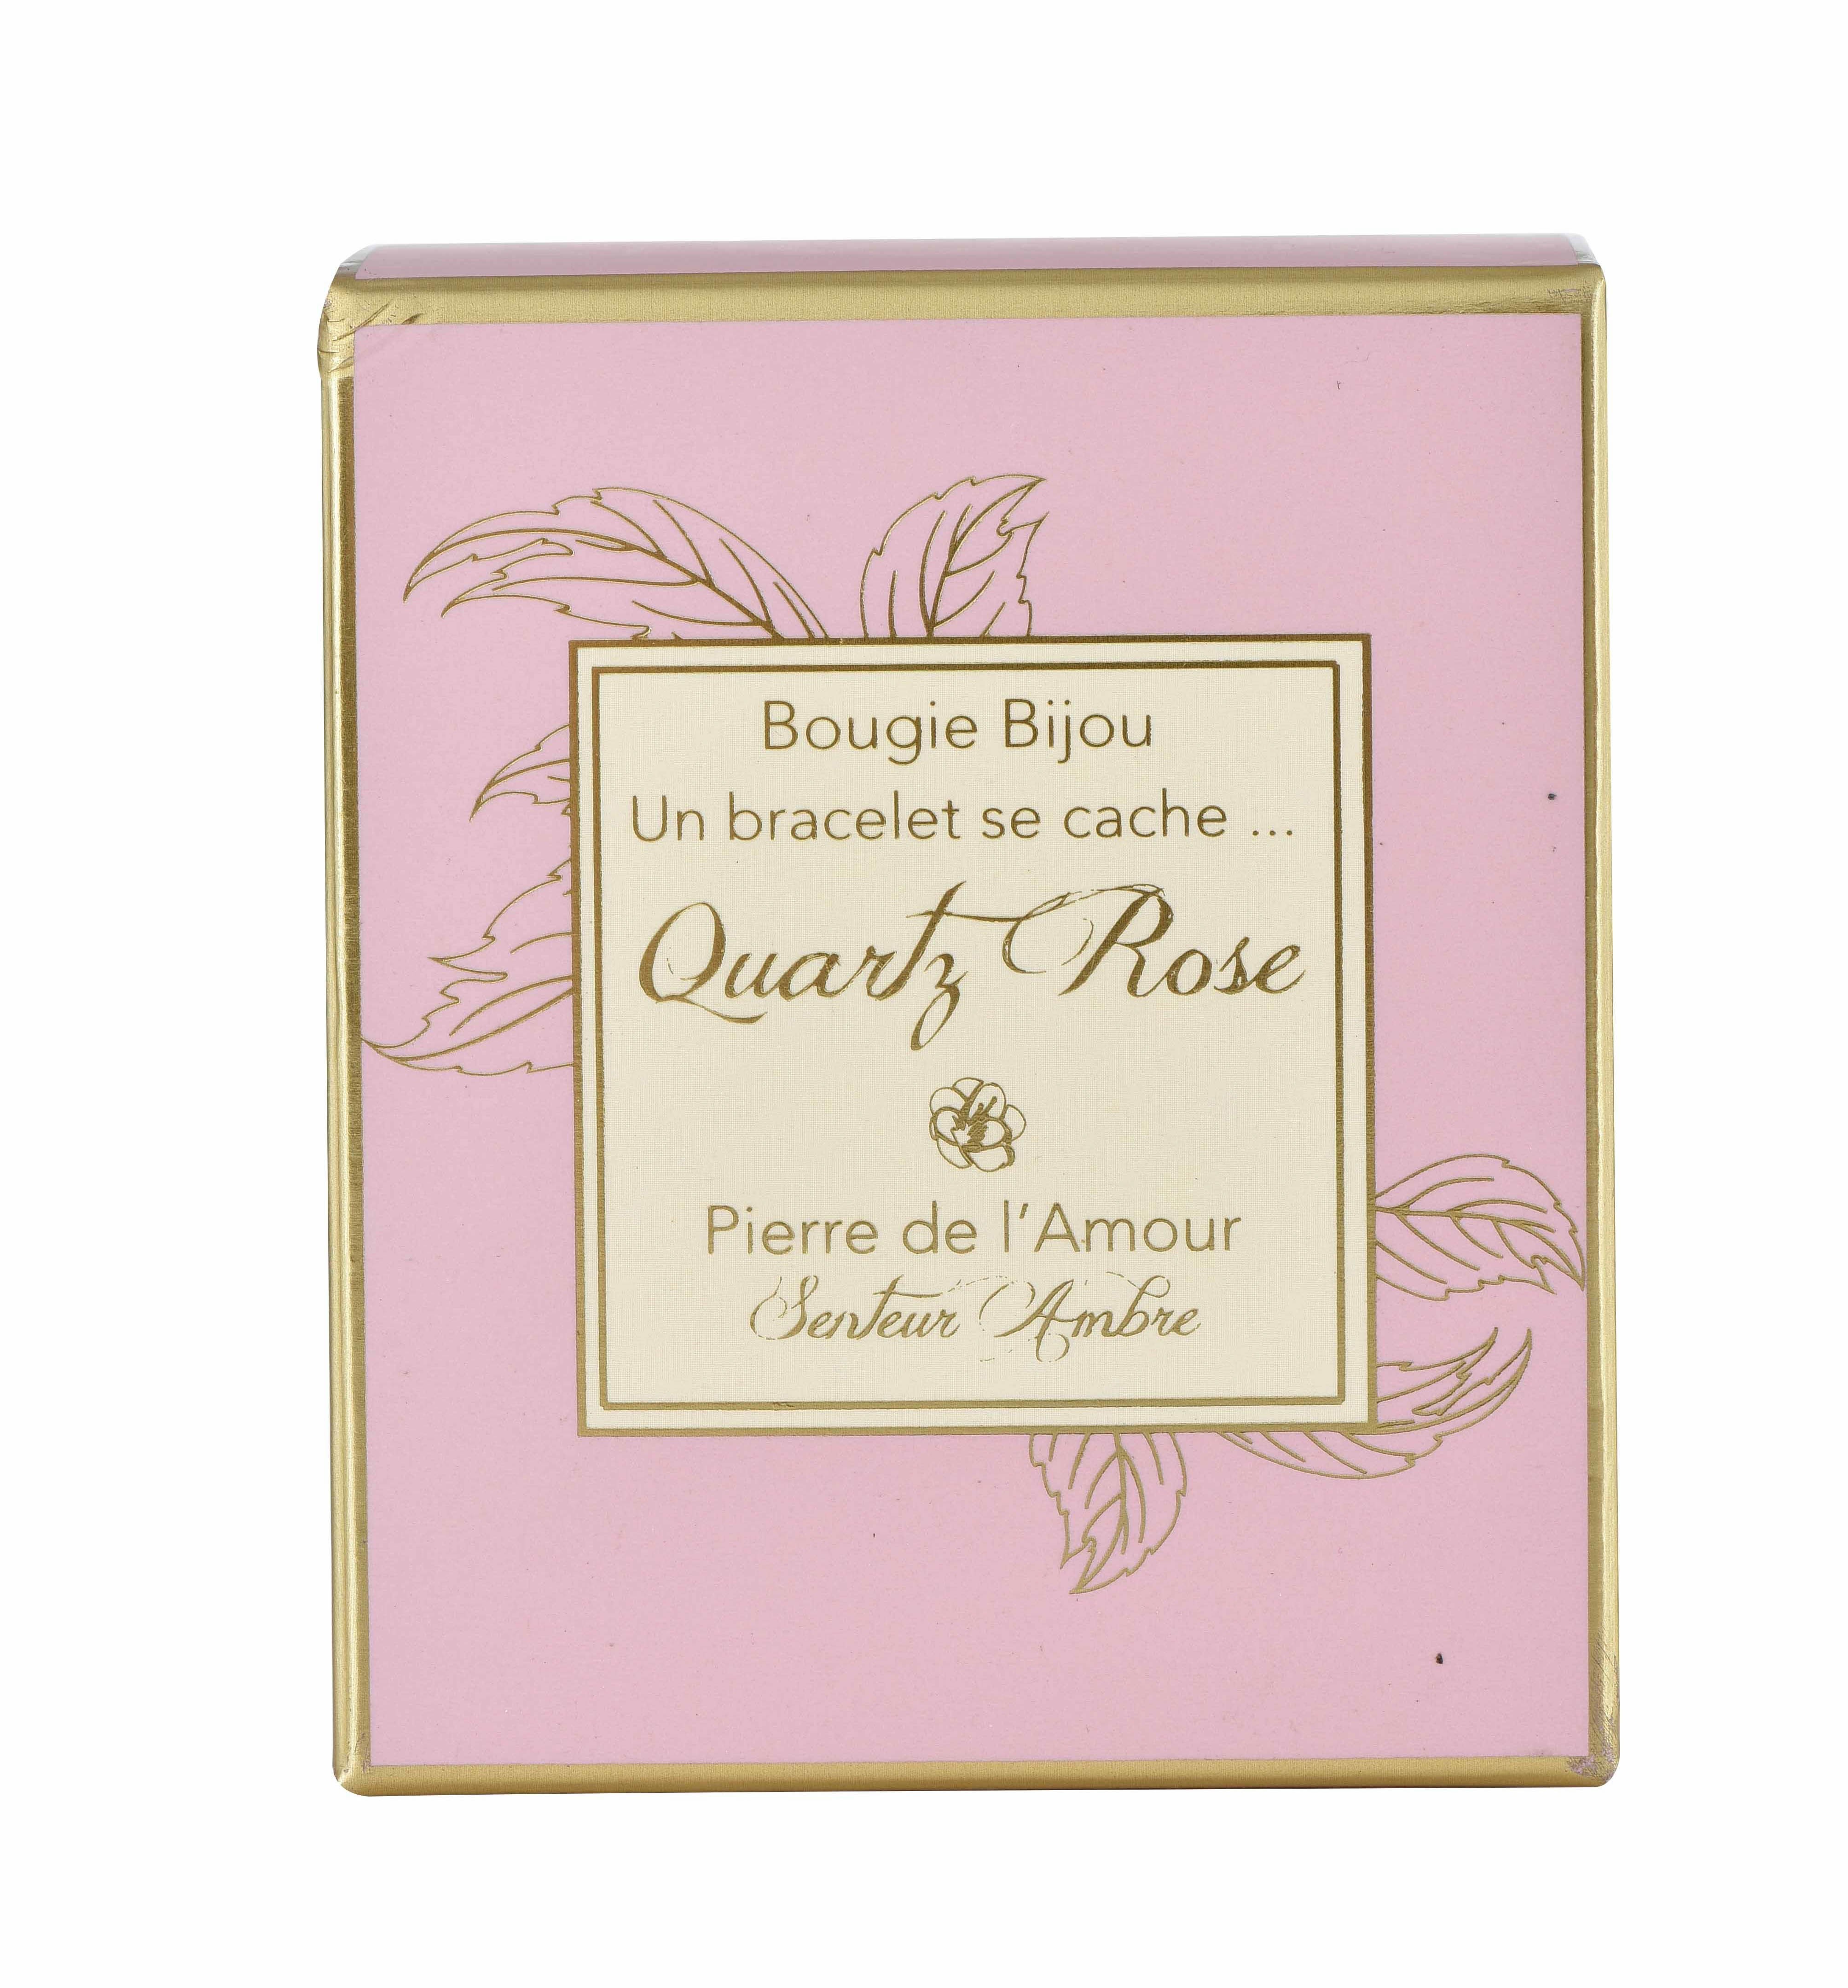 Bougie Bijou
Un bracelet se cache ...
Quartz Rose
Pierre de l'Amour
Senteur Ambre